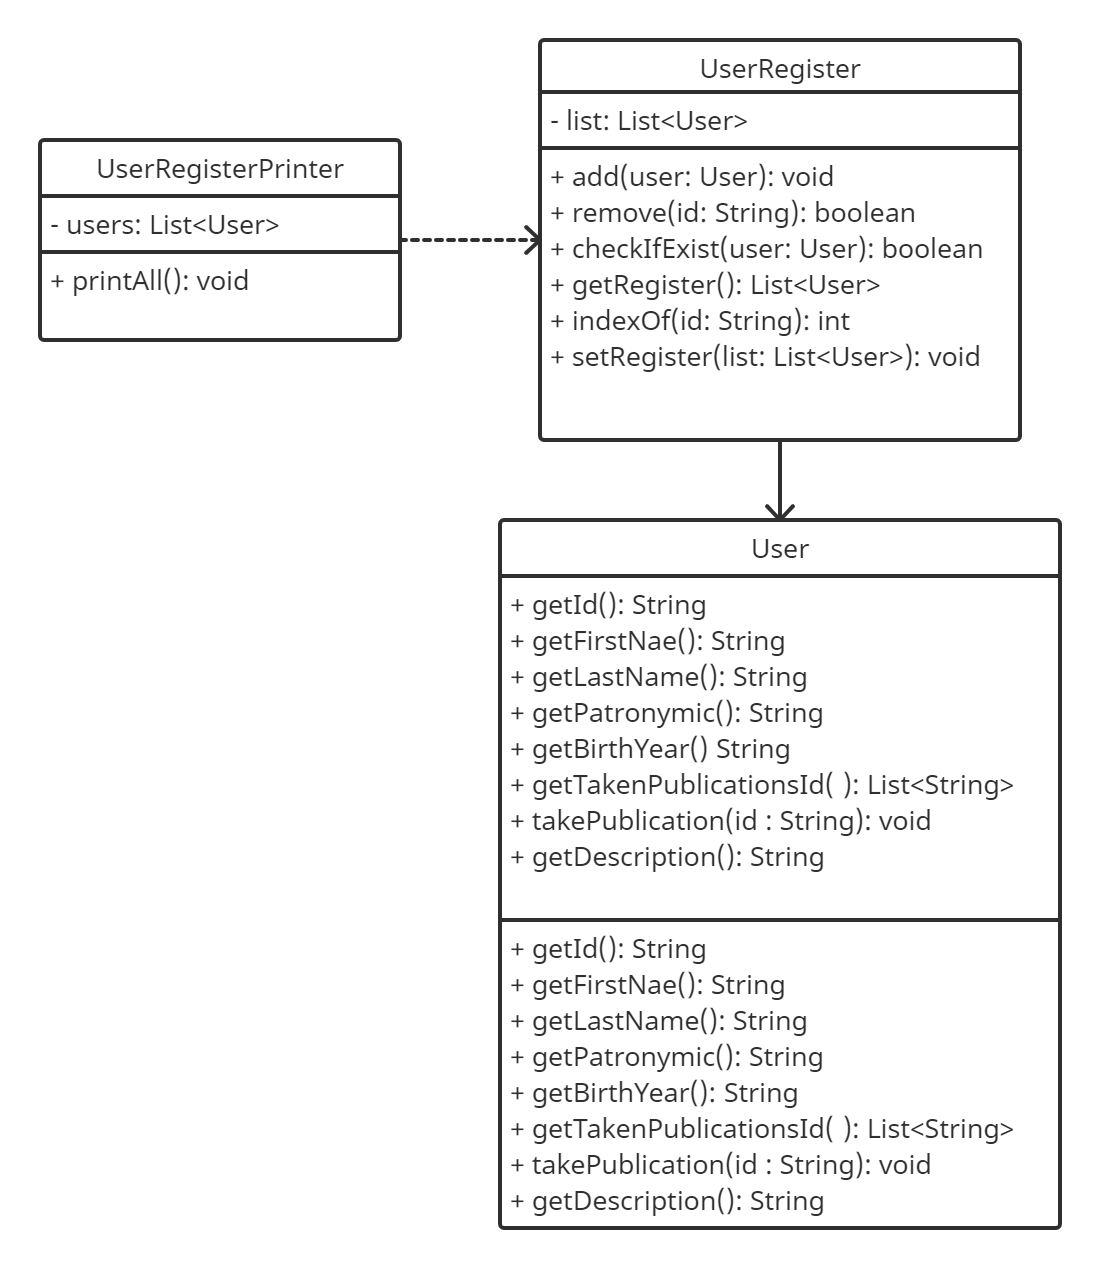 UserRegister
- list: List<User>
+ add(user: User): void
+ remove(id: String): boolean
+ checkIfExist(user: User): boolean
+ getRegister(): List<User>
+ indexOf(id: String): int
+ setRegister(list: List<User>): void
UserRegisterPrinter
- users: List<User>
+ printAll(): void
User
+ getId(): String
+ getFirstNae(): String
+ getLastName(): String
+ getPatronymic(): String
+ getBirthYear() String
+ getTakenPublicationsId( ): List<String>
+ takePublication(id : String): void
+ getDescription(): String
+ getId(): String
+ getFirstNae(): String
+ getLastName(): String
+ getPatronymic(): String
+ getBirthYear(): String
+ getTakenPublicationsId( ): List<String>
+ takePublication(id : String): void
+ getDescription(): String